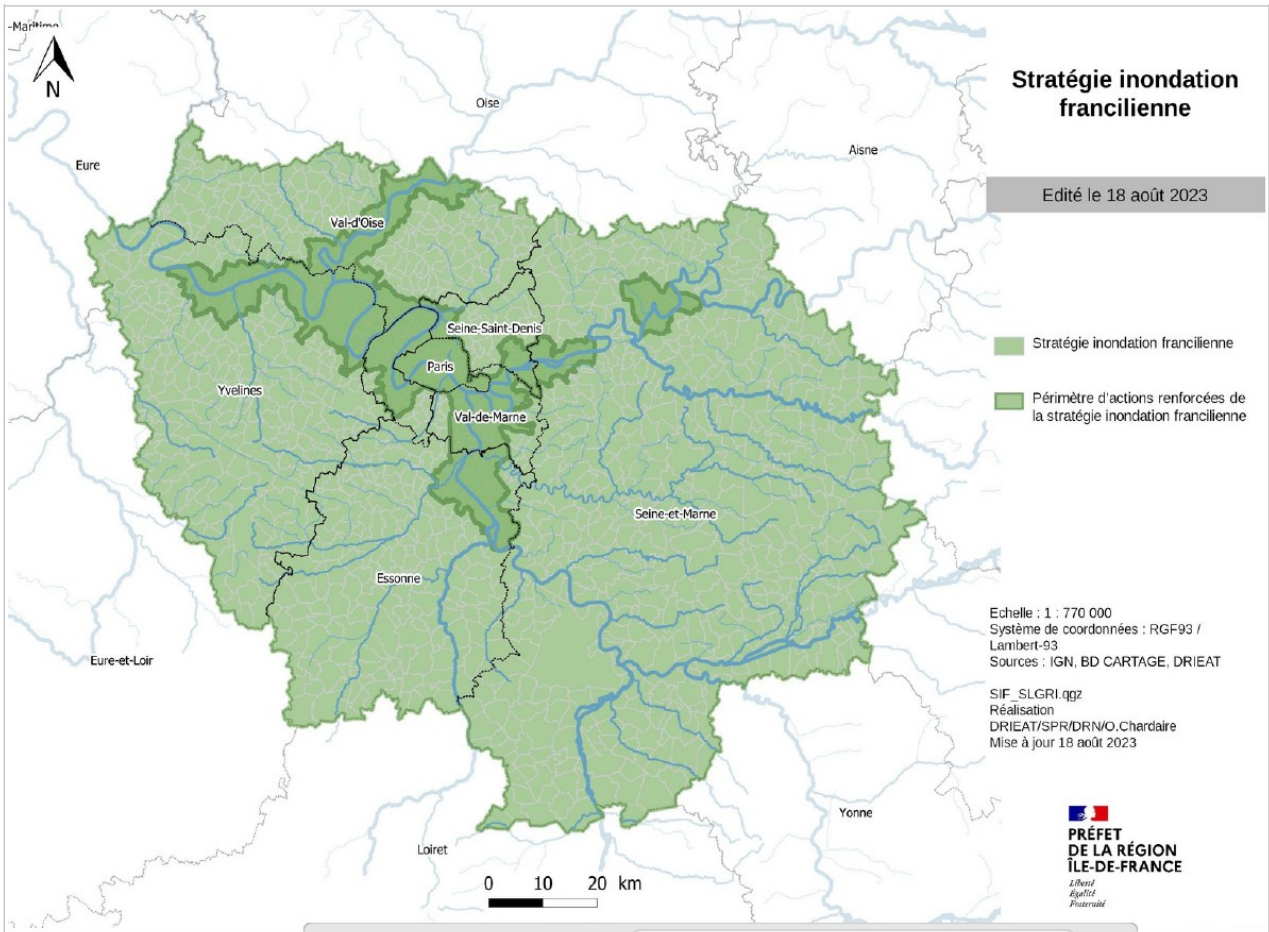 -Maritime
N
Oise
Eure
Aisne
Val-d'Oise
Seine-Saint-Denis
Paris
Yvelines
Val-de-Marne
Seine-et-Marne
Essonne
Eure-et-Loir
Yonne
Loiret
0 10 20 km
Stratégie inondation
francilienne
Edité le 18 août 2023
Stratégie inondation francilienne
Périmètre d'actions renforcées de
la stratégie inondation francilienne
Echelle : 1 : 770 000
Système de coordonnées : RGF93 /
Lambert-93
Sources : IGN, BD CARTAGE, DRIEAT
SIF_SLGRI.qgz
Réalisation
DRIEAT/SPR/DRN/O.Chardaire
Mise à jour 18 août 2023
PRÉFET
DE LA RÉGION
ÎLE-DE-FRANCE
Liberté
Égalité
Fraternité